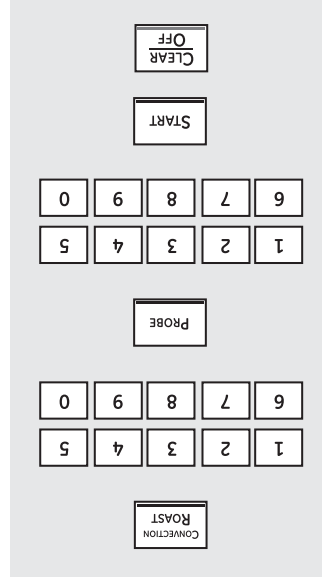 CONVECTION
ROAST
1 2 3 4 5
6 7 8 9 0
PROBE
1 2 3 4 5
6 7 8 9 0
START
CLEAR
OFF